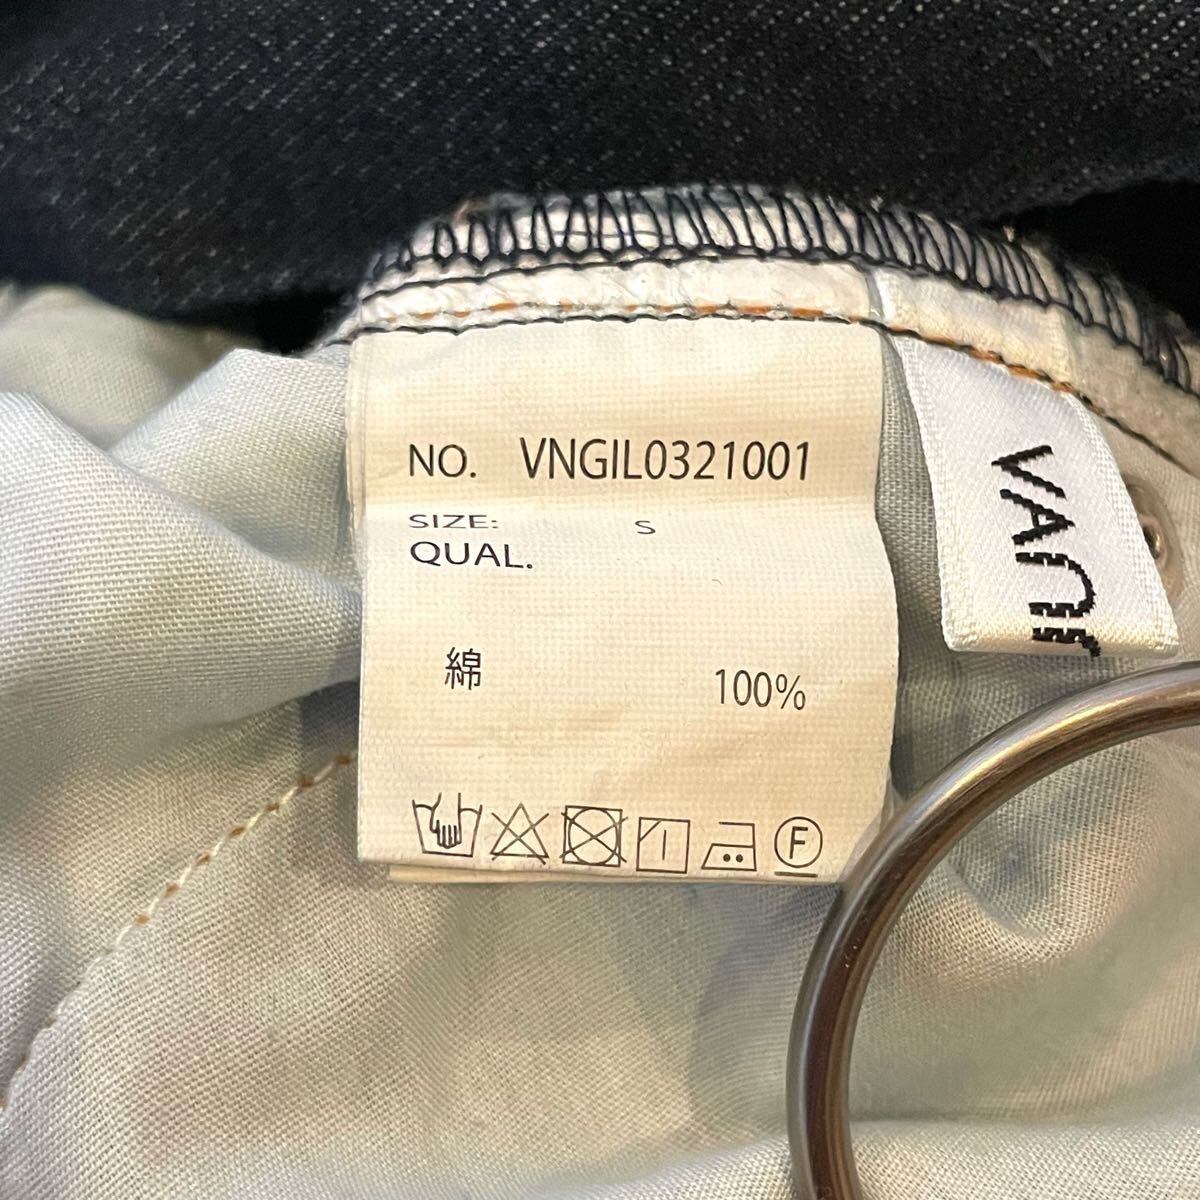 NO. VNGIL0321001
SIZE: S
QUAL.
綿 100%
F